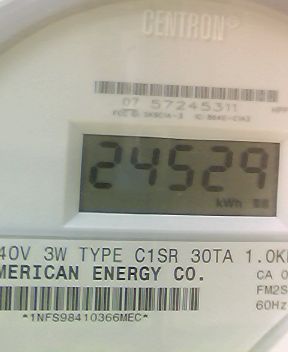 CENTRON®
07 57245311
24529
kWh
40V 3W TYPE C1SR 30TA 1.0K
MERICAN ENERGY CO.
CA 0
FM2S
60Hz
*1NFS98410366MEC*